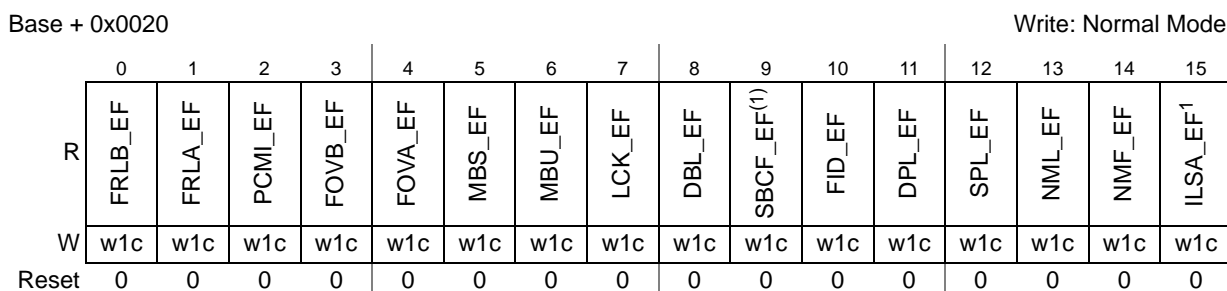 Base + 0x0020 Write: Normal Mode
0 1 2 3 4 5 6 7 8 9 10 11 12 13 14 15
R FRLB_EF FRLA_EF PCMI_EF FOVB_EF FOVA_EF MBS_EF MBU_EF LCK_EF DBL_EF SBCF_EF(1) FID_EF DPL_EF SPL_EF NML_EF NMF_EF ILSA_EF1
W w1c w1c w1c w1c w1c w1c w1c w1c w1c w1c w1c w1c w1c w1c w1c w1c
Reset 0 0 0 0 0 0 0 0 0 0 0 0 0 0 0 0